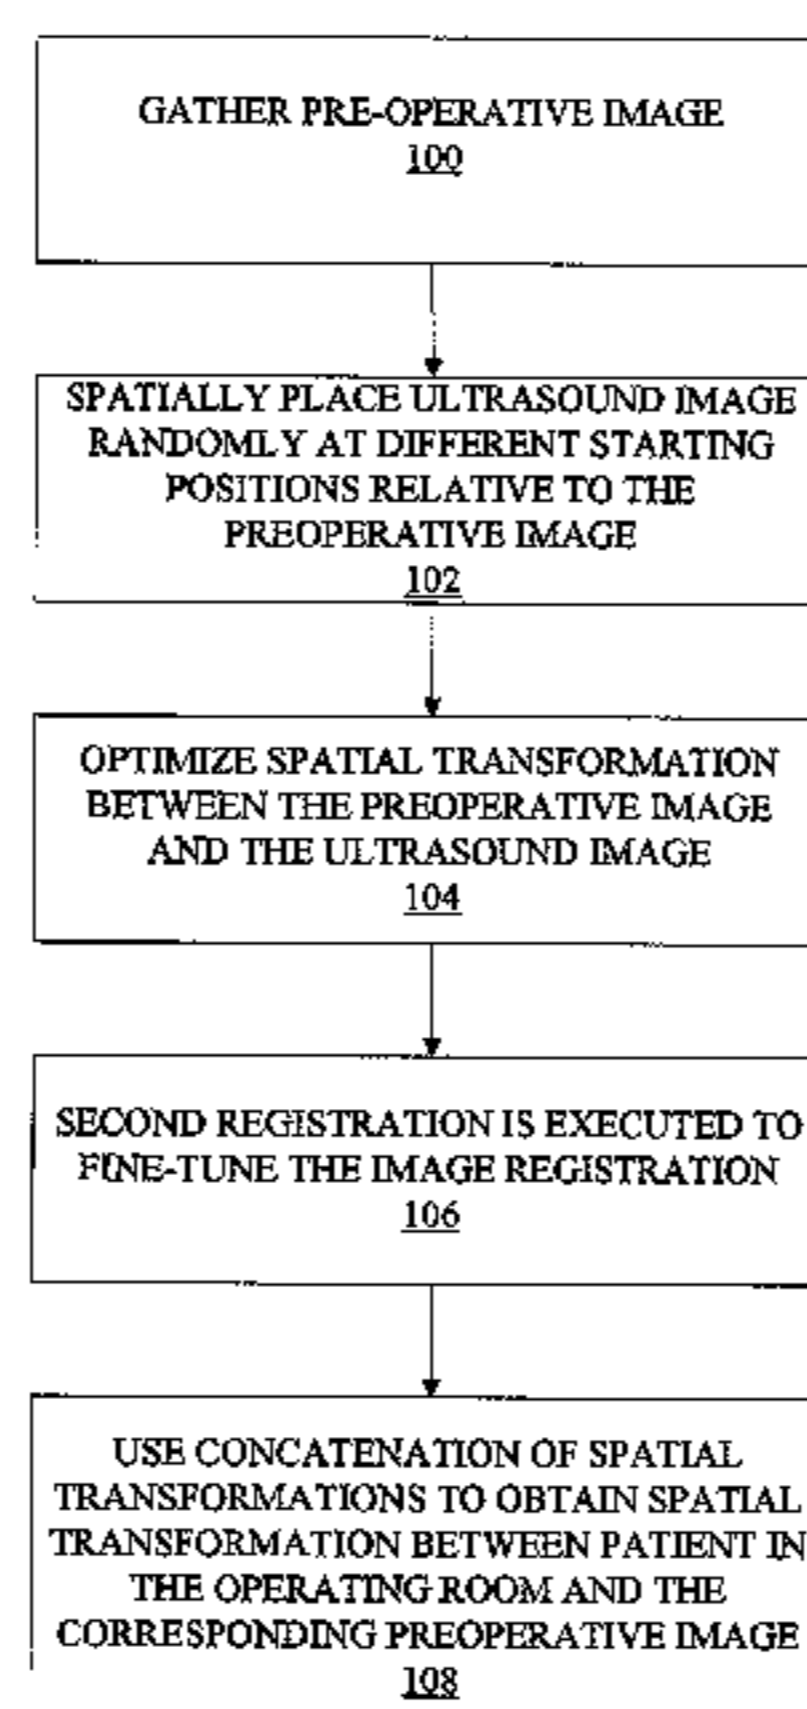 GATHER PRE-OPERATIVE IMAGE
100
SPATIALLY PLACE ULTRASOUND IMAGE
RANDOMLY AT DIFFERENT STARTING
POSITIONS RELATIVE TO THE
PREOPERATIVE IMAGE
102
OPTIMIZE SPATIAL TRANSFORMATION
BETWEEN THE PREOPERATIVE IMAGE
AND THE ULTRASOUND IMAGE
104
SECOND REGISTRATION IS EXECUTED TO
FINE-TUNE THE IMAGE REGISTRATION
106
USE CONCATENATION OF SPATIAL
TRANSFORMATIONS TO OBTAIN SPATIAL
TRANSFORMATION BETWEEN PATIENT IN
THE OPERATING ROOM AND THE
CORRESPONDING PREOPERATIVE IMAGE
108